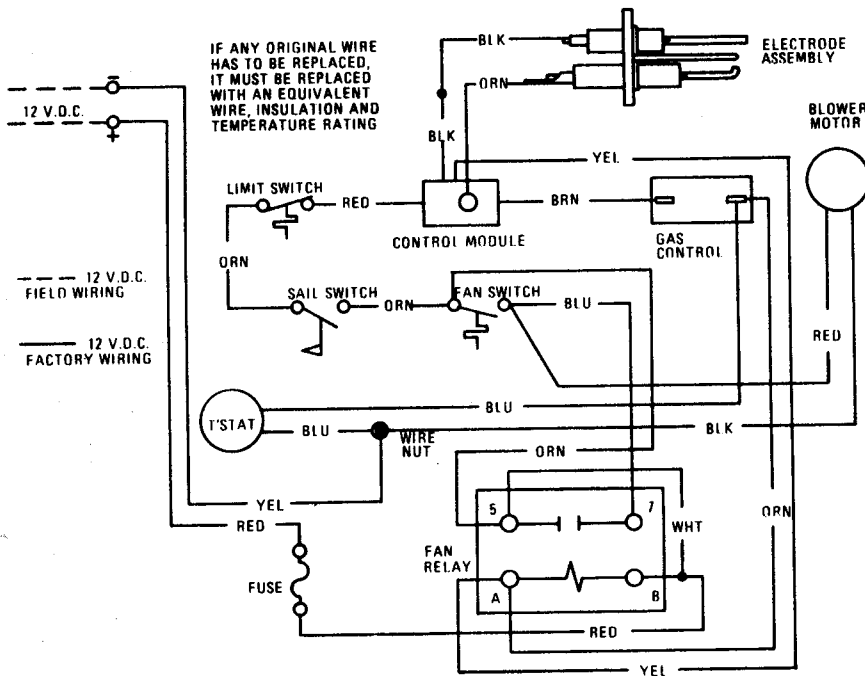 IF ANY ORIGINAL WIRE
HAS TO BE REPLACED,
IT MUST BE REPLACED
WITH AN EQUIVALENT
WIRE, INSULATION AND
TEMPERATURE RATING
BLK
ELECTRODE
ASSEMBLY
ORN
−
12 V.D.C.
+
BLK
BLOWER
MOTOR
YEL
LIMIT SWITCH
RED
BRN
CONTROL MODULE
GAS
CONTROL
ORN
12 V.D.C.
FIELD WIRING
SAIL SWITCH
ORN
FAN SWITCH
BLU
12 V.D.C.
FACTORY WIRING
RED
T'STAT
BLU
BLU
WIRE
NUT
BLK
ORN
YEL
RED
5
7
WHT
ORN
FAN
RELAY
FUSE
A
B
RED
YEL